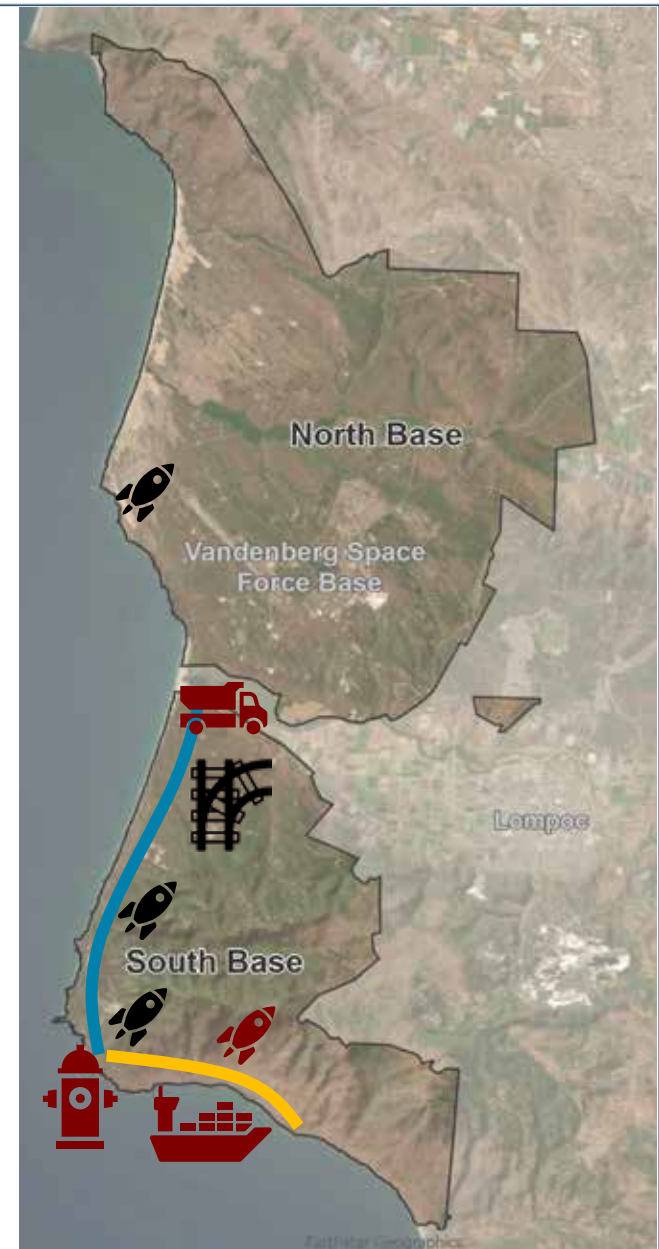 North Base
Vandenberg Space
Force Base
Lompoc
South Base
Earthstar Geographics